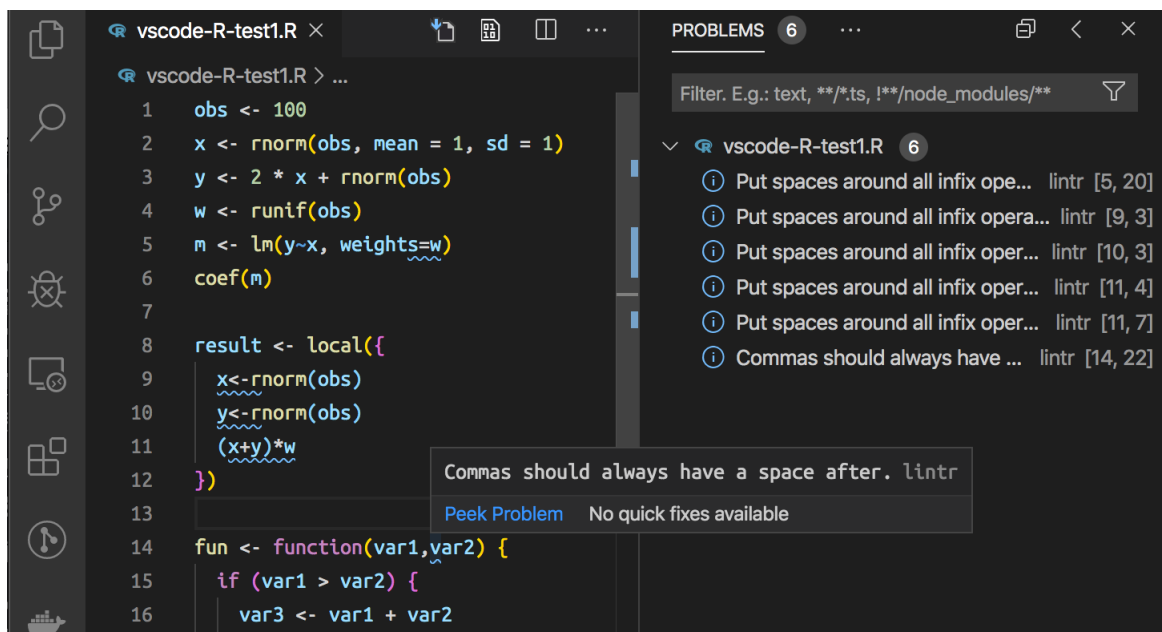 vscode-R-test1.R
vscode-R-test1.R > ...
1 obs <- 100
2 x <- rnorm(obs, mean = 1, sd = 1)
3 y <- 2 * x + rnorm(obs)
4 w <- runif(obs)
5 m <- lm(y~x, weights=w)
6 coef(m)
7
8 result <- local({
9 x<-rnorm(obs)
10 y<-rnorm(obs)
11 (x+y)*w
12 })
13
14 fun <- function(var1,var2) {
15 if (var1 > var2) {
16 var3 <- var1 + var2
Commas should always have a space after. lintr
Peek Problem No quick fixes available
PROBLEMS 6 ...
Filter. E.g.: text, **/*.ts, !**/node_modules/**
vscode-R-test1.R 6
Put spaces around all infix ope... lintr [5, 20]
Put spaces around all infix opera... lintr [9, 3]
Put spaces around all infix oper... lintr [10, 3]
Put spaces around all infix oper... lintr [11, 4]
Put spaces around all infix oper... lintr [11, 7]
Commas should always have ... lintr [14, 22]